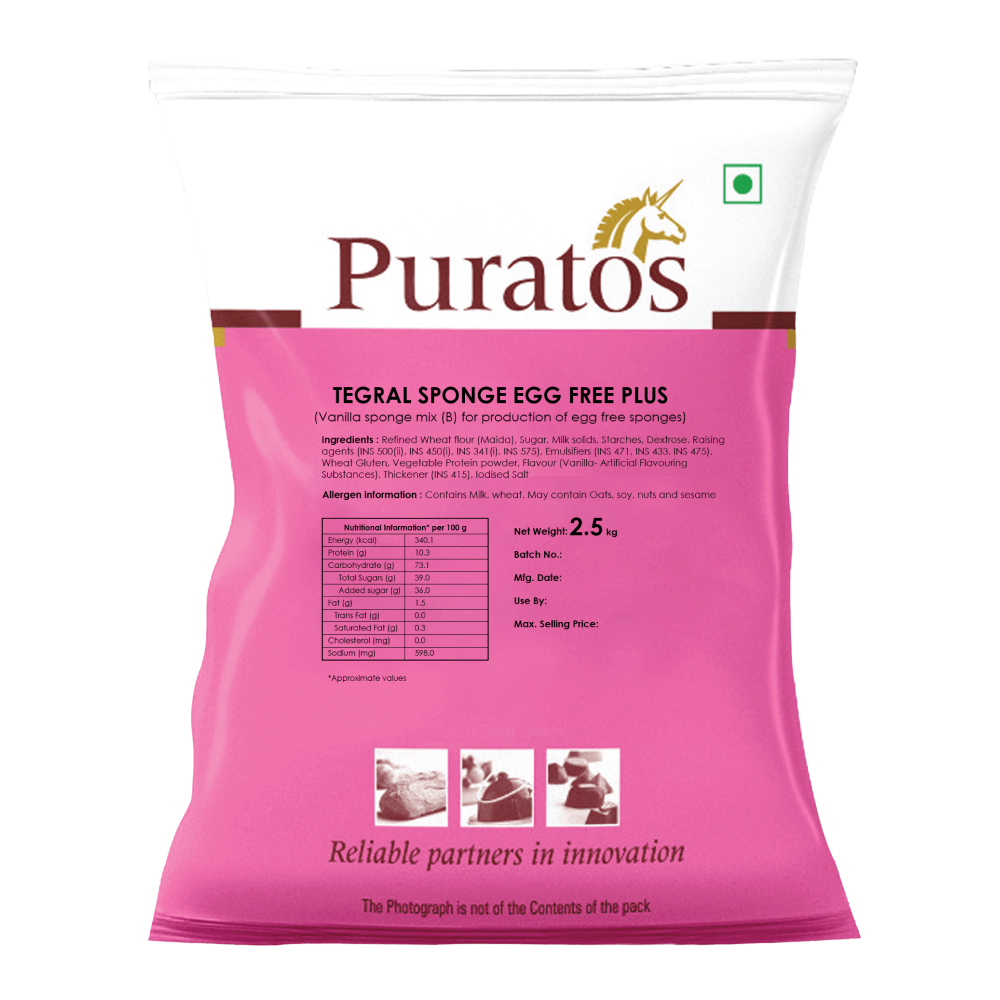 Puratos
TEGRAL SPONGE EGG FREE PLUS
(Vanilla sponge mix (B) for production of egg free sponges)
Ingredients : Refined Wheat flour (Maida), Sugar, Milk solids, Starches, Dextrose, Raising
agents (INS 500(ii), INS 450(i), INS 341(i), INS 575), Emulsifiers (INS 471, INS 433, INS 475),
Wheat Gluten, Vegetable Protein powder, Flavour (Vanilla- Artificial Flavouring
Substances), Thickener (INS 415), Iodised Salt
Allergen information : Contains Milk, wheat. May contain Oats, soy, nuts and sesame
Nutritional Information* per 100 g
Energy (kcal) 340.1
Protein (g) 10.3
Carbohydrate (g) 73.1
Total Sugars (g) 39.0
Added sugar (g) 36.0
Fat (g) 1.5
Trans Fat (g) 0.0
Saturated Fat (g) 0.3
Cholesterol (mg) 0.0
Sodium (mg) 598.0
*Approximate values
Net Weight: 2.5 kg
Batch No.:
Mfg. Date:
Use By:
Max. Selling Price:
Reliable partners in innovation
The Photograph is not of the Contents of the pack